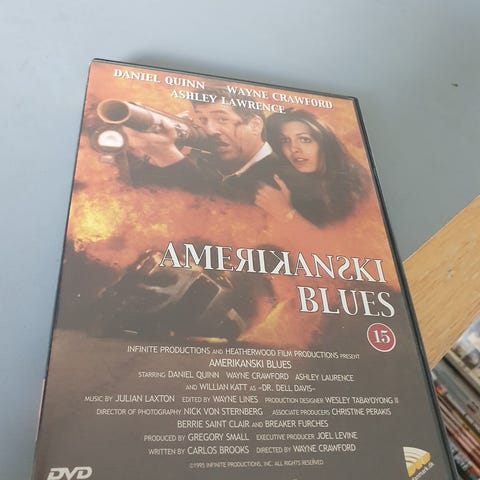 DANIEL QUINN WAYNE CRAWFORD
ASHLEY LAWRENCE
AMERIKANSKI
BLUES
15
INFINITE PRODUCTIONS AND HEATHERWOOD FILM PRODUCTIONS PRESENT
AMERIKANSKI BLUES
STARRING DANIEL QUINN WAYNE CRAWFORD ASHLEY LAURENCE
AND WILLIAN KATT AS -DR. DELL DAVIS-
MUSIC BY JULIAN LAXTON EDITED BY WAYNE LINES PRODUCTION DESIGNER WESLEY TABAYOYONG II
DIRECTOR OF PHOTOGRAPHY NICK VON STERNBERG ASSOCIATE PRODUCERS CHRISTINE PERAKIS
BERRIE SAINT CLAIR AND BREAKER FURCHES
PRODUCED BY GREGORY SMALL EXECUTIVE PRODUCER JOEL LEVINE
WRITTEN BY CARLOS BROOKS DIRECTED BY WAYNE CRAWFORD
©1995 INFINITE PRODUCTIONS, INC. ALL RIGHTS RESERVED
DVD